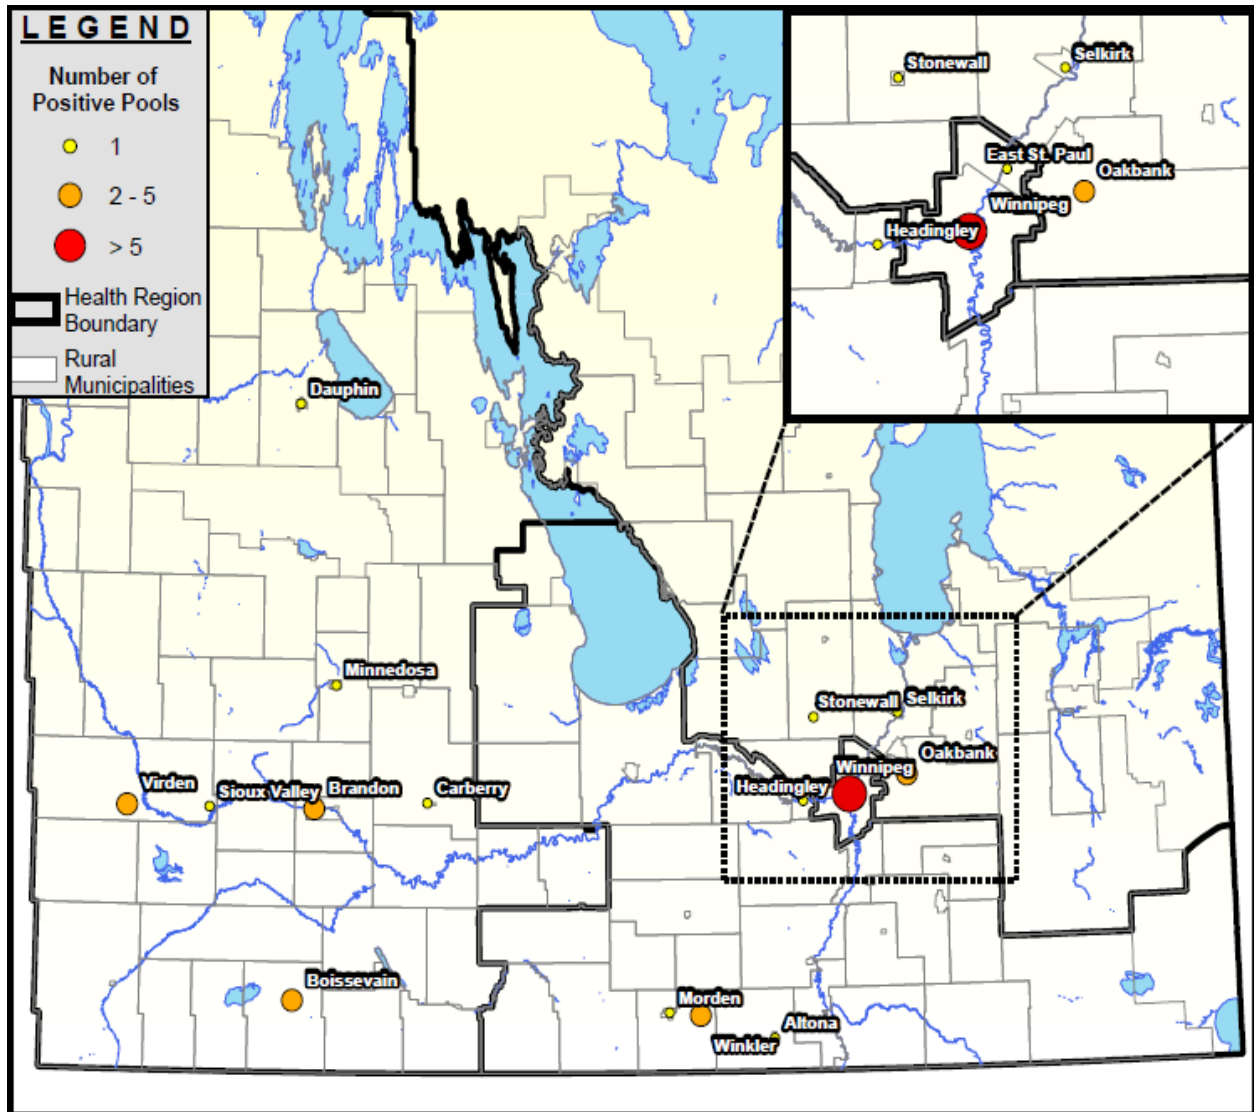 LEGEND
Number of
Positive Pools
1
2 - 5
> 5
Health Region
Boundary
Rural
Municipalities
Stonewall
Selkirk
East St. Paul
Oakbank
Winnipeg
Headingley
Dauphin
Minnedosa
Stonewall
Selkirk
Oakbank
Winnipeg
Headingley
Virden
Sioux Valley
Brandon
Carberry
Boissevain
Morden
Altona
Winkler